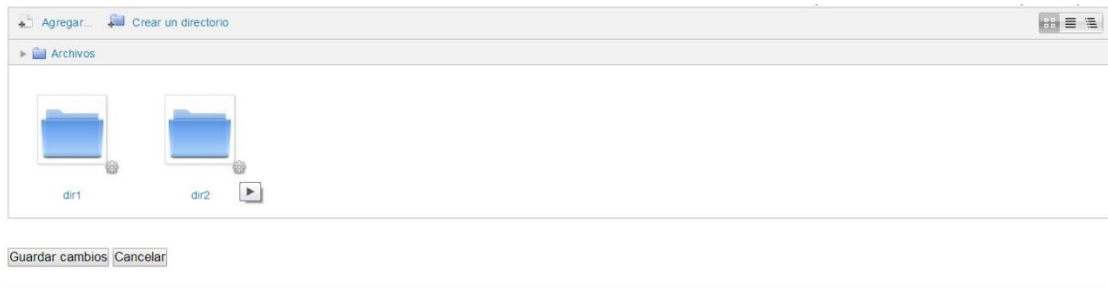 Agregar... Crear un directorio
Archivos
dir1 dir2
Guardar cambios Cancelar